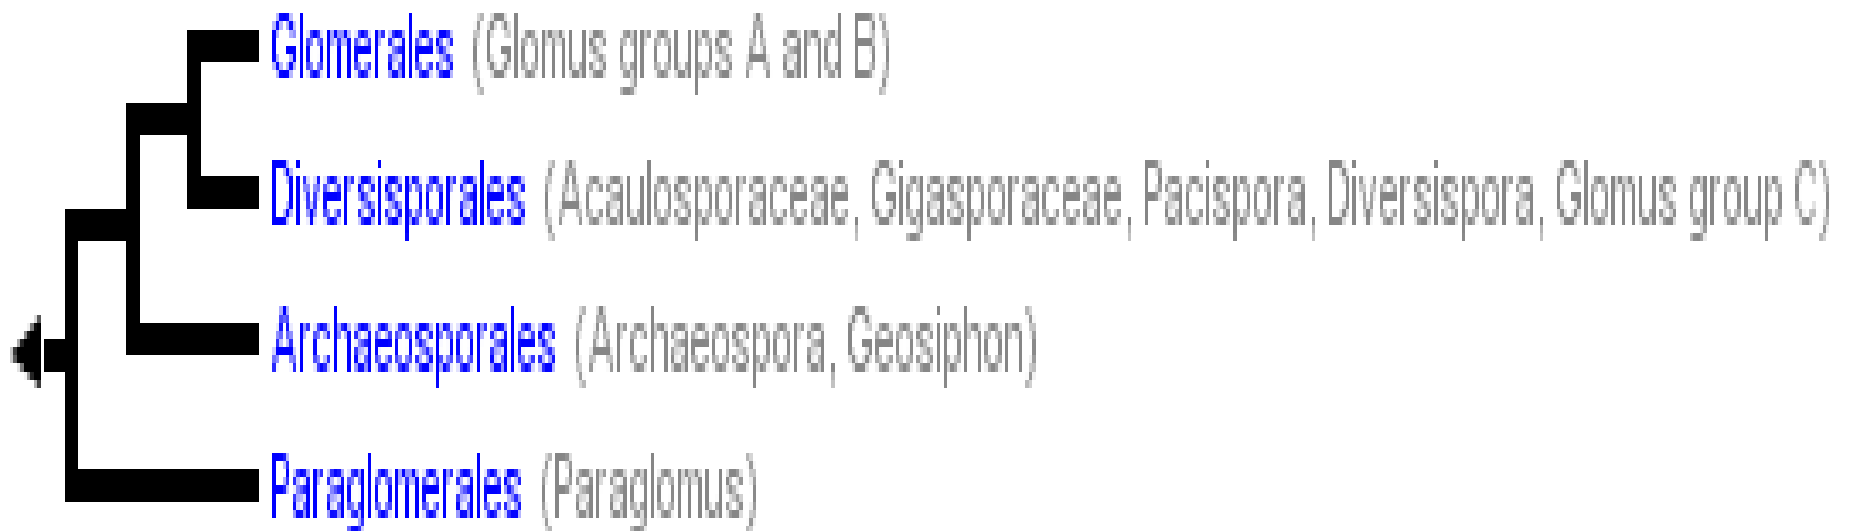 Glomerales (Glomus groups A and B)
Diversisporales (Acaulosporaceae, Gigasporaceae, Pacispora, Diversispora, Glomus group C)
Archaeosporales (Archaeospora, Geosiphon)
Paraglomerales (Paraglomus)